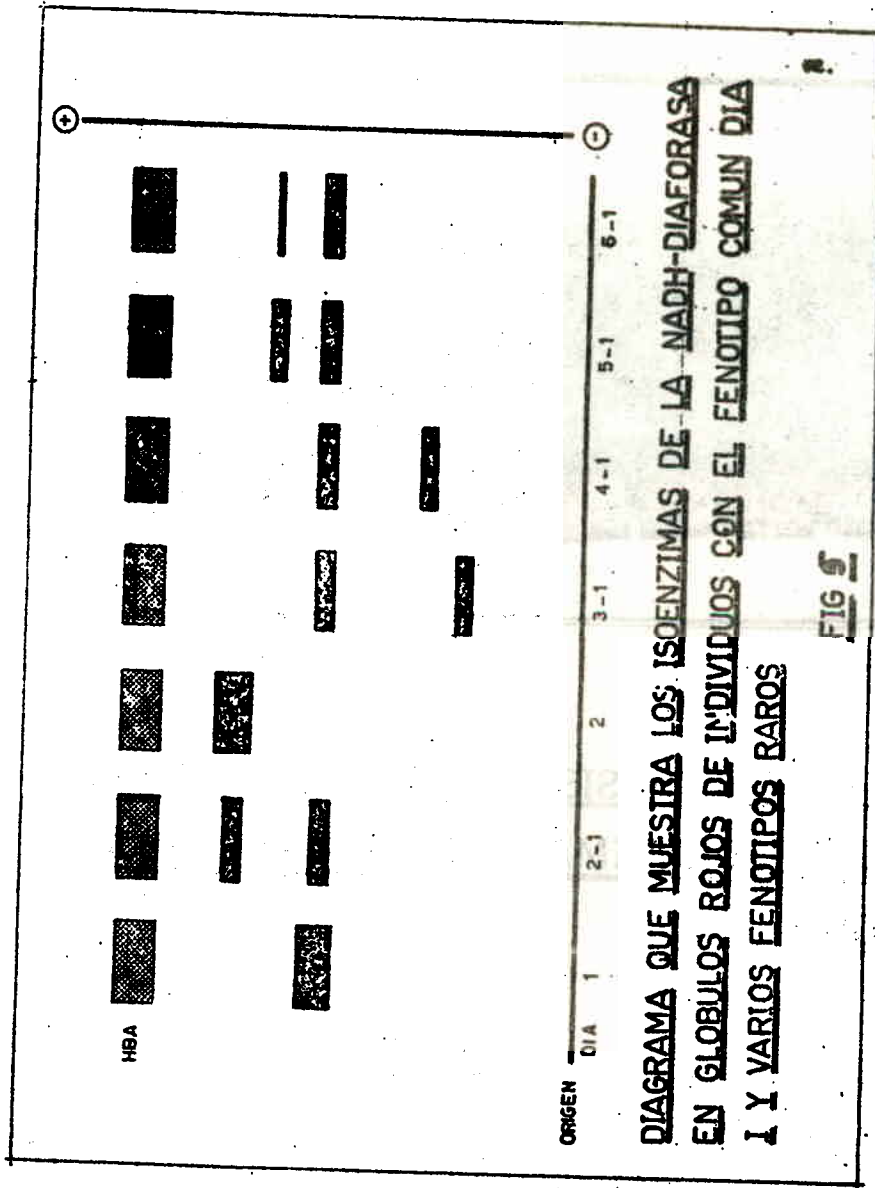 HBA
ORIGEN
DIA 1 2-1 2 3-1 4-1 5-1 6-1
(+)
(-)
DIAGRAMA QUE MUESTRA LOS ISOENZIMAS DE LA NADH-DIAFORASA
EN GLOBULOS ROJOS DE INDIVIDUOS CON EL FENOTIPO COMUN DIA
I Y VARIOS FENOTIPOS RAROS
FIG 5